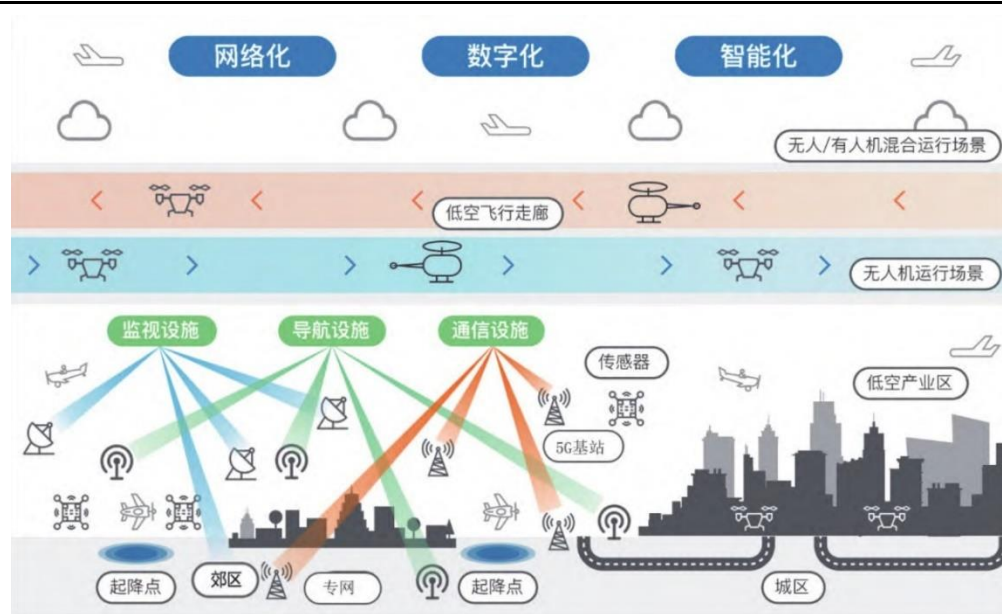 网络化
数字化
智能化
无人/有人机混合运行场景
低空飞行走廊
无人机运行场景
监视设施
导航设施
通信设施
传感器
低空产业区
5G基站
起降点
郊区
专网
起降点
城区